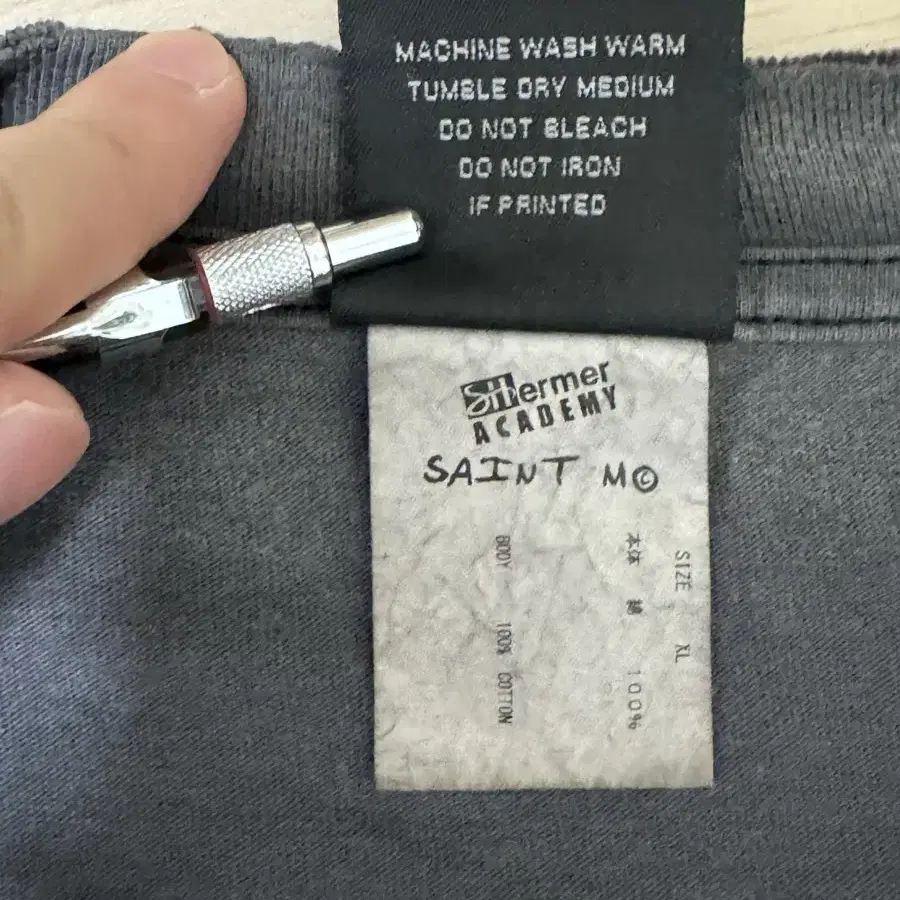 MACHINE WASH WARM
TUMBLE DRY MEDIUM
DO NOT BLEACH
DO NOT IRON
IF PRINTED
SHermer
ACADEMY
SAINT M©
SIZE XL
本体 綿 100%
BODY 100% COTTON